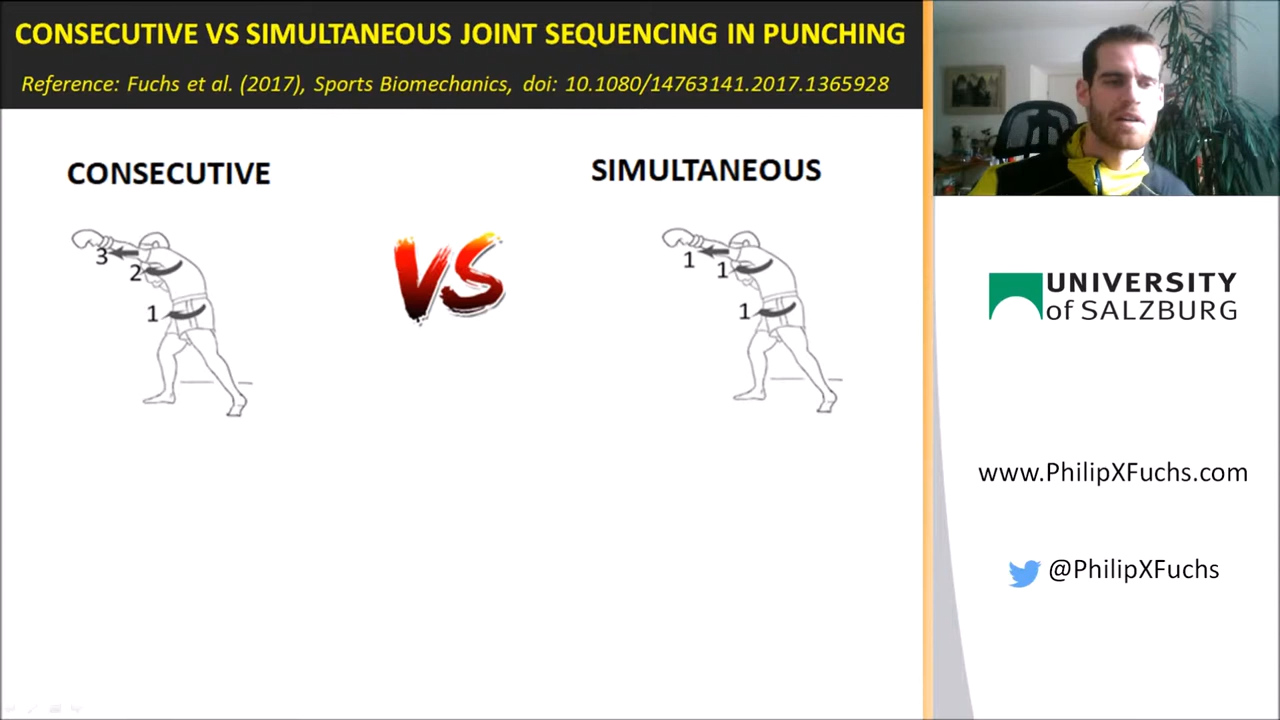 CONSECUTIVE VS SIMULTANEOUS JOINT SEQUENCING IN PUNCHING
Reference: Fuchs et al. (2017), Sports Biomechanics, doi: 10.1080/14763141.2017.1365928
CONSECUTIVE
SIMULTANEOUS
3
2
1
VS
1
1
1
UNIVERSITY
of SALZBURG
www.PhilipXFuchs.com
@PhilipXFuchs